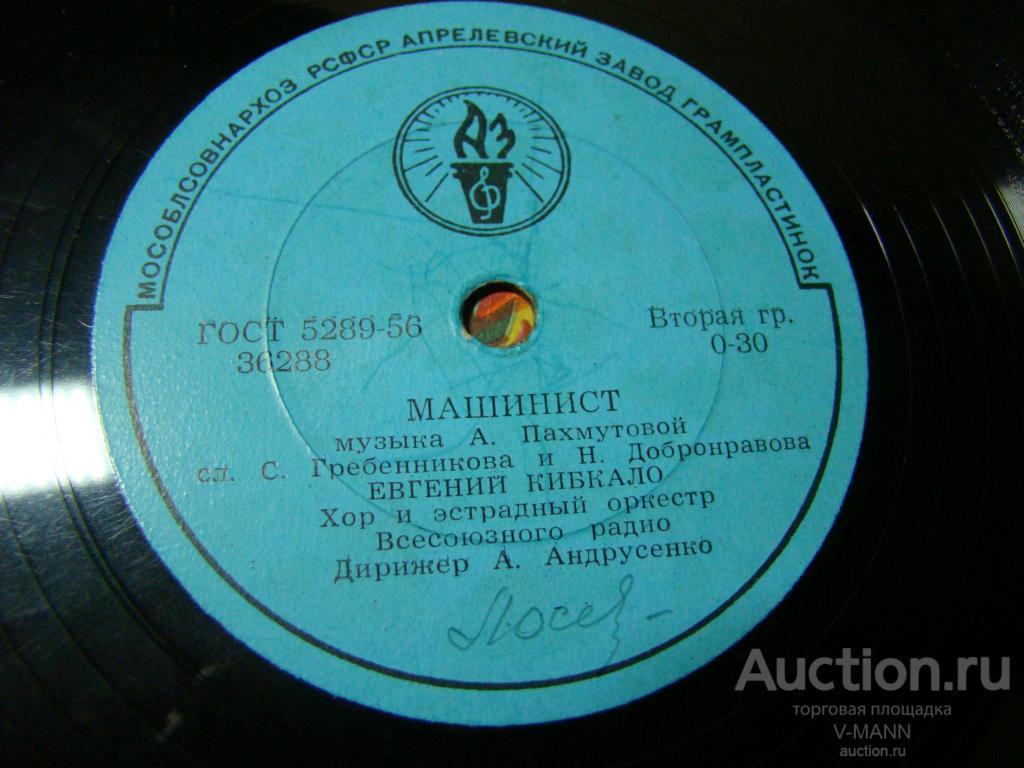 МОСОБЛСОВНАРХОЗ РСФСР АПРЕЛЕВСКИЙ ЗАВОД ГРАМПЛАСТИНОК
АЗ
ГОСТ 5289-56
36288
Вторая гр.
0-30
МАШИНИСТ
музыка А. Пахмутовой
сл. С. Гребенникова и Н. Добронравова
ЕВГЕНИЙ КИБКАЛО
Хор и эстрадный оркестр
Всесоюзного радио
Дирижер А. Андрусенко
Auction.ru
торговая площадка
V-MANN
auction.ru